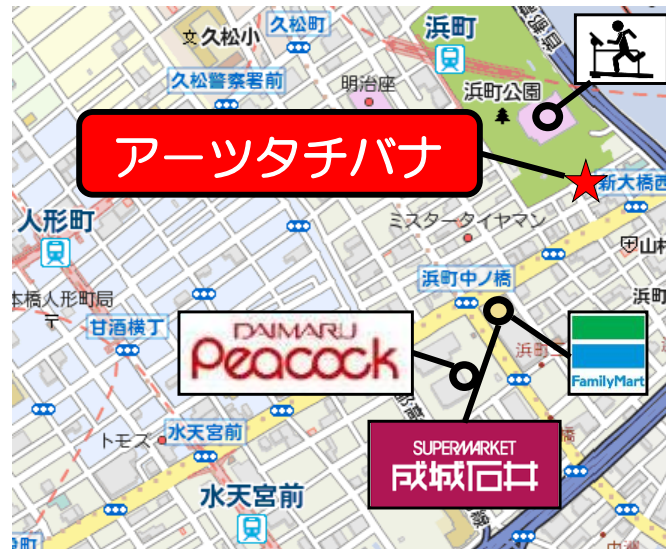 久松町
浜町
文久松小
久松警察署前
明治座
浜町公園
アーツタチバナ
新大橋西
人形町
ミスタータイヤマン
山村
浜町中ノ橋
本橋人形町局
浜町
甘酒横丁
DAIMARU
Peacock
FamilyMart
トモズ
水天宮前
SUPERMARKET
成城石井
水天宮前
中洲